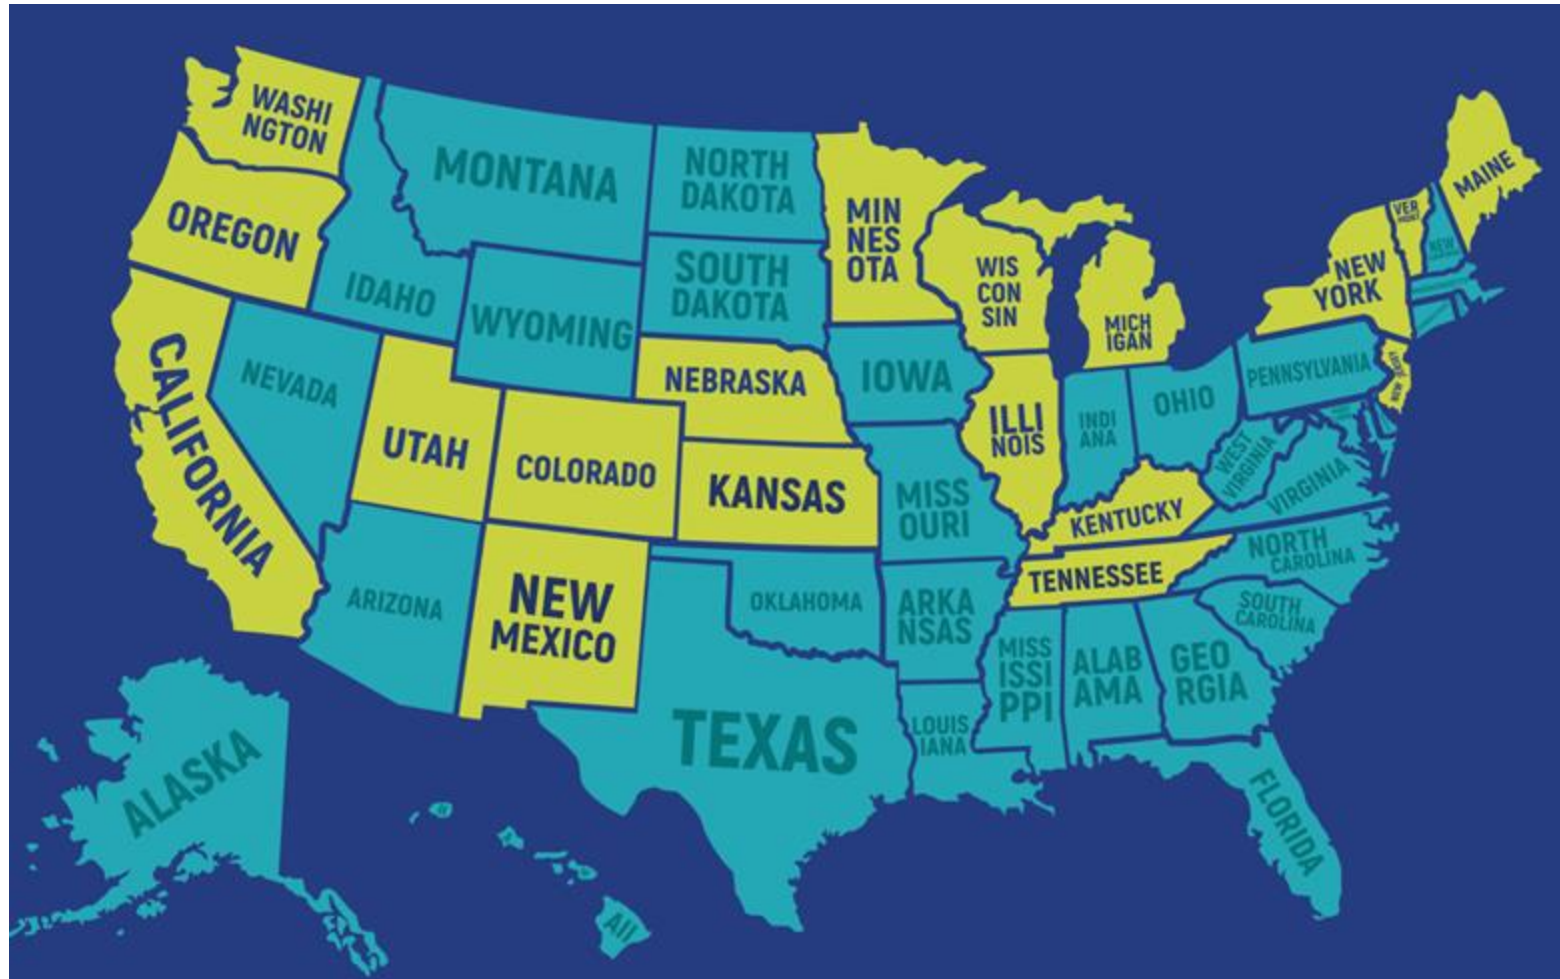 WASHI
NGTON
OREGON
CALIFORNIA
MONTANA
IDAHO
WYOMING
NEVADA
UTAH
COLORADO
ARIZONA
NEW
MEXICO
NORTH
DAKOTA
SOUTH
DAKOTA
NEBRASKA
KANSAS
OKLAHOMA
TEXAS
MIN
NES
OTA
IOWA
MISS
OURI
ARKA
NSAS
LOUIS
IANA
WIS
CON
SIN
ILLI
NOIS
MICH
IGAN
INDI
ANA
OHIO
KENTUCKY
TENNESSEE
MISS
ISSI
PPI
ALAB
AMA
GEO
RGIA
FLORIDA
SOUTH
CAROLINA
NORTH
CAROLINA
VIRGINIA
WEST
VIRGINIA
PENNSYLVANIA
NEW JERSEY
NEW
YORK
VER
MONT
NEW
MAINE
ALASKA